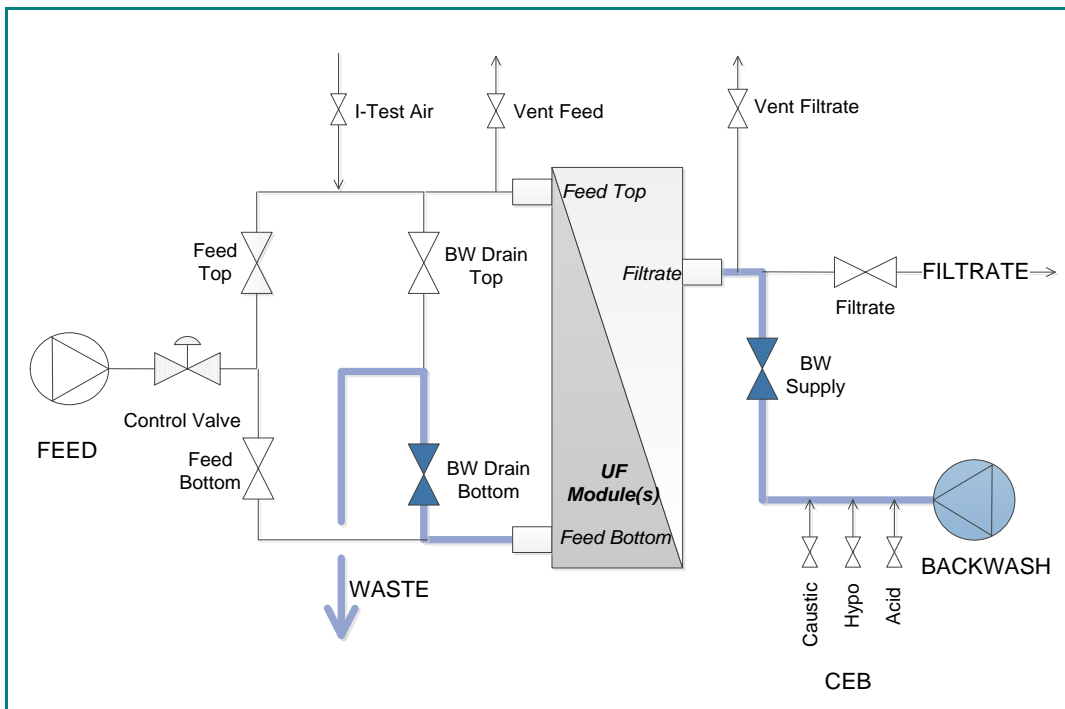 I-Test Air
Vent Feed
Vent Filtrate
Feed Top
Feed
Top
BW Drain
Top
Filtrate
FILTRATE
Filtrate
BW
Supply
Control Valve
FEED
Feed
Bottom
BW Drain
Bottom
UF
Module(s)
Feed Bottom
BACKWASH
WASTE
Caustic
Hypo
Acid
CEB